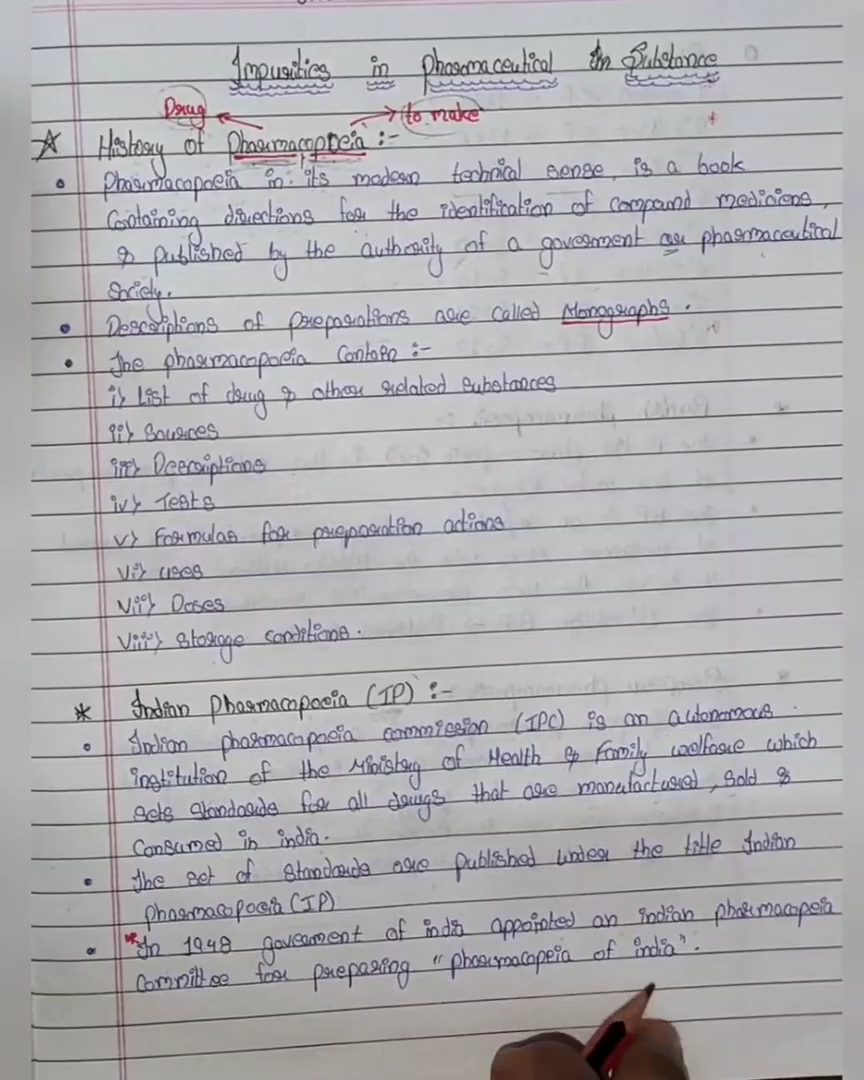 Impurities in pharmaceutical Substance
Drug
(to make
History of Pharmacopoeia :-
Pharmacopoeia in its modern technical sense, is a book
Containing directions for the identification of compound mediciens,
& published by the authority of a goverment or pharmaceutical
Society.
Descriptions of preparations are called Monographs.
The pharmacopoeia contain :-
i) List of drug & other related substances
ii) Sources
iii) Descriptions
iv) Tests
v) Formulas for preparation actions
vi) uses
vii) Doses
viii) Storage conditions.
* Indian Pharmacopoeia (IP) :-
Indian pharmacopoeia commission (IPC) is an autonomous
institution of the Ministry of Health & Family welfare which
sets standards for all drugs that are manufactured, sold &
Consumed in india.
The set of standards are published under the title Indian
pharmacopoeia (IP)
*In 1948 goverment of india appointed an indian pharmacopeia
Committee for preparing "pharmacopeia of india".